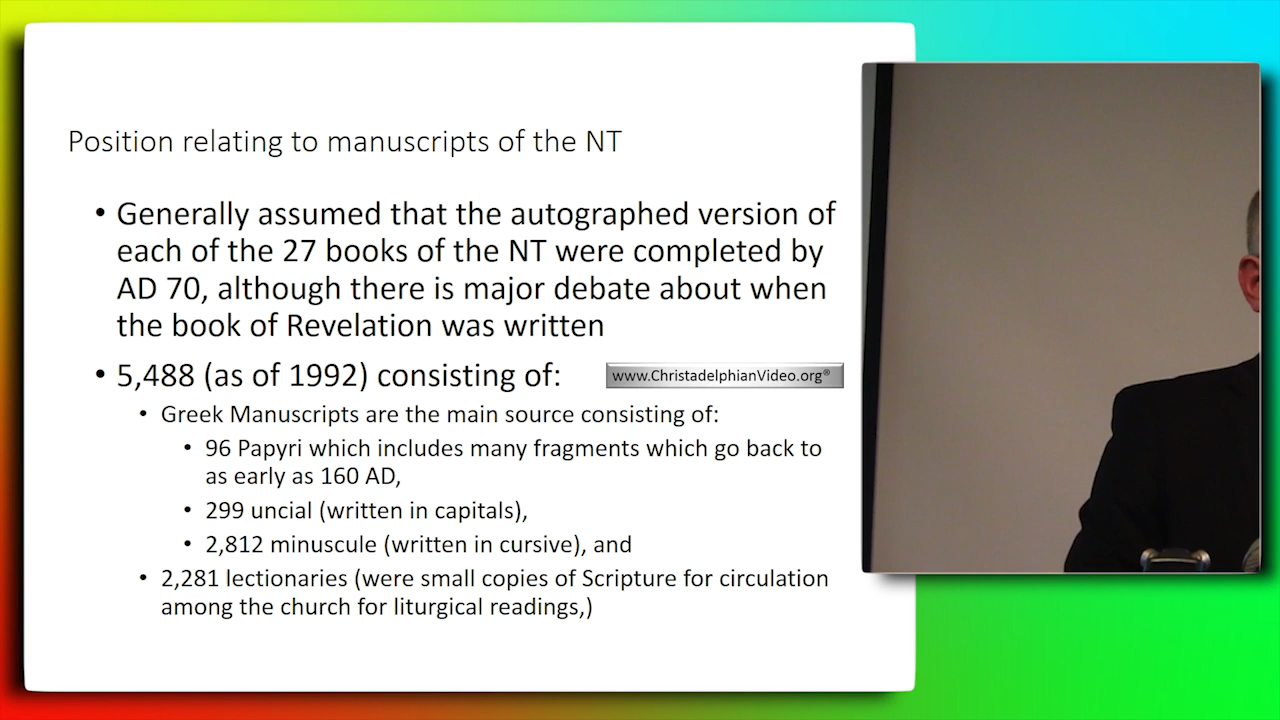 Position relating to manuscripts of the NT
• Generally assumed that the autographed version of
each of the 27 books of the NT were completed by
AD 70, although there is major debate about when
the book of Revelation was written
• 5,488 (as of 1992) consisting of:
www.ChristadelphianVideo.org®
• Greek Manuscripts are the main source consisting of:
• 96 Papyri which includes many fragments which go back to
as early as 160 AD,
• 299 uncial (written in capitals),
• 2,812 minuscule (written in cursive), and
• 2,281 lectionaries (were small copies of Scripture for circulation
among the church for liturgical readings,)